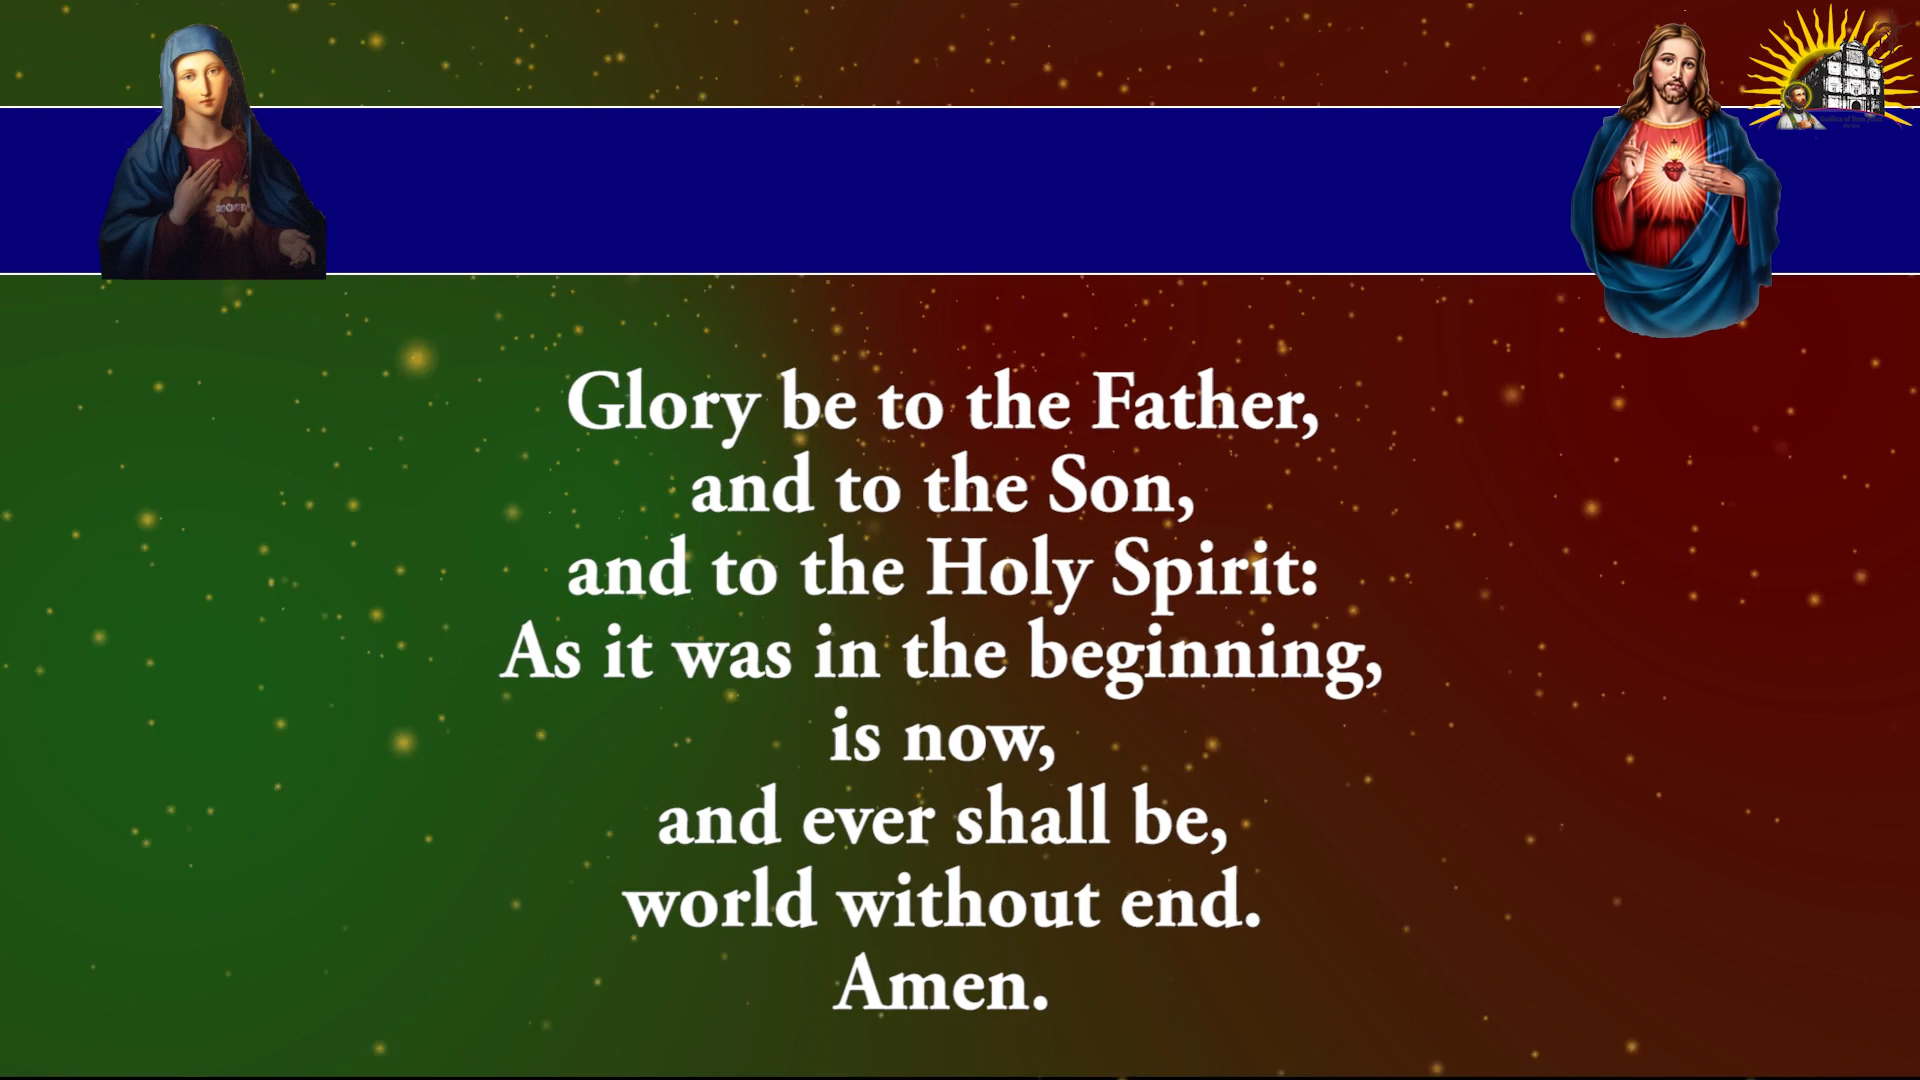 Glory be to the Father,
and to the Son,
and to the Holy Spirit:
As it was in the beginning,
is now,
and ever shall be,
world without end.
Amen.